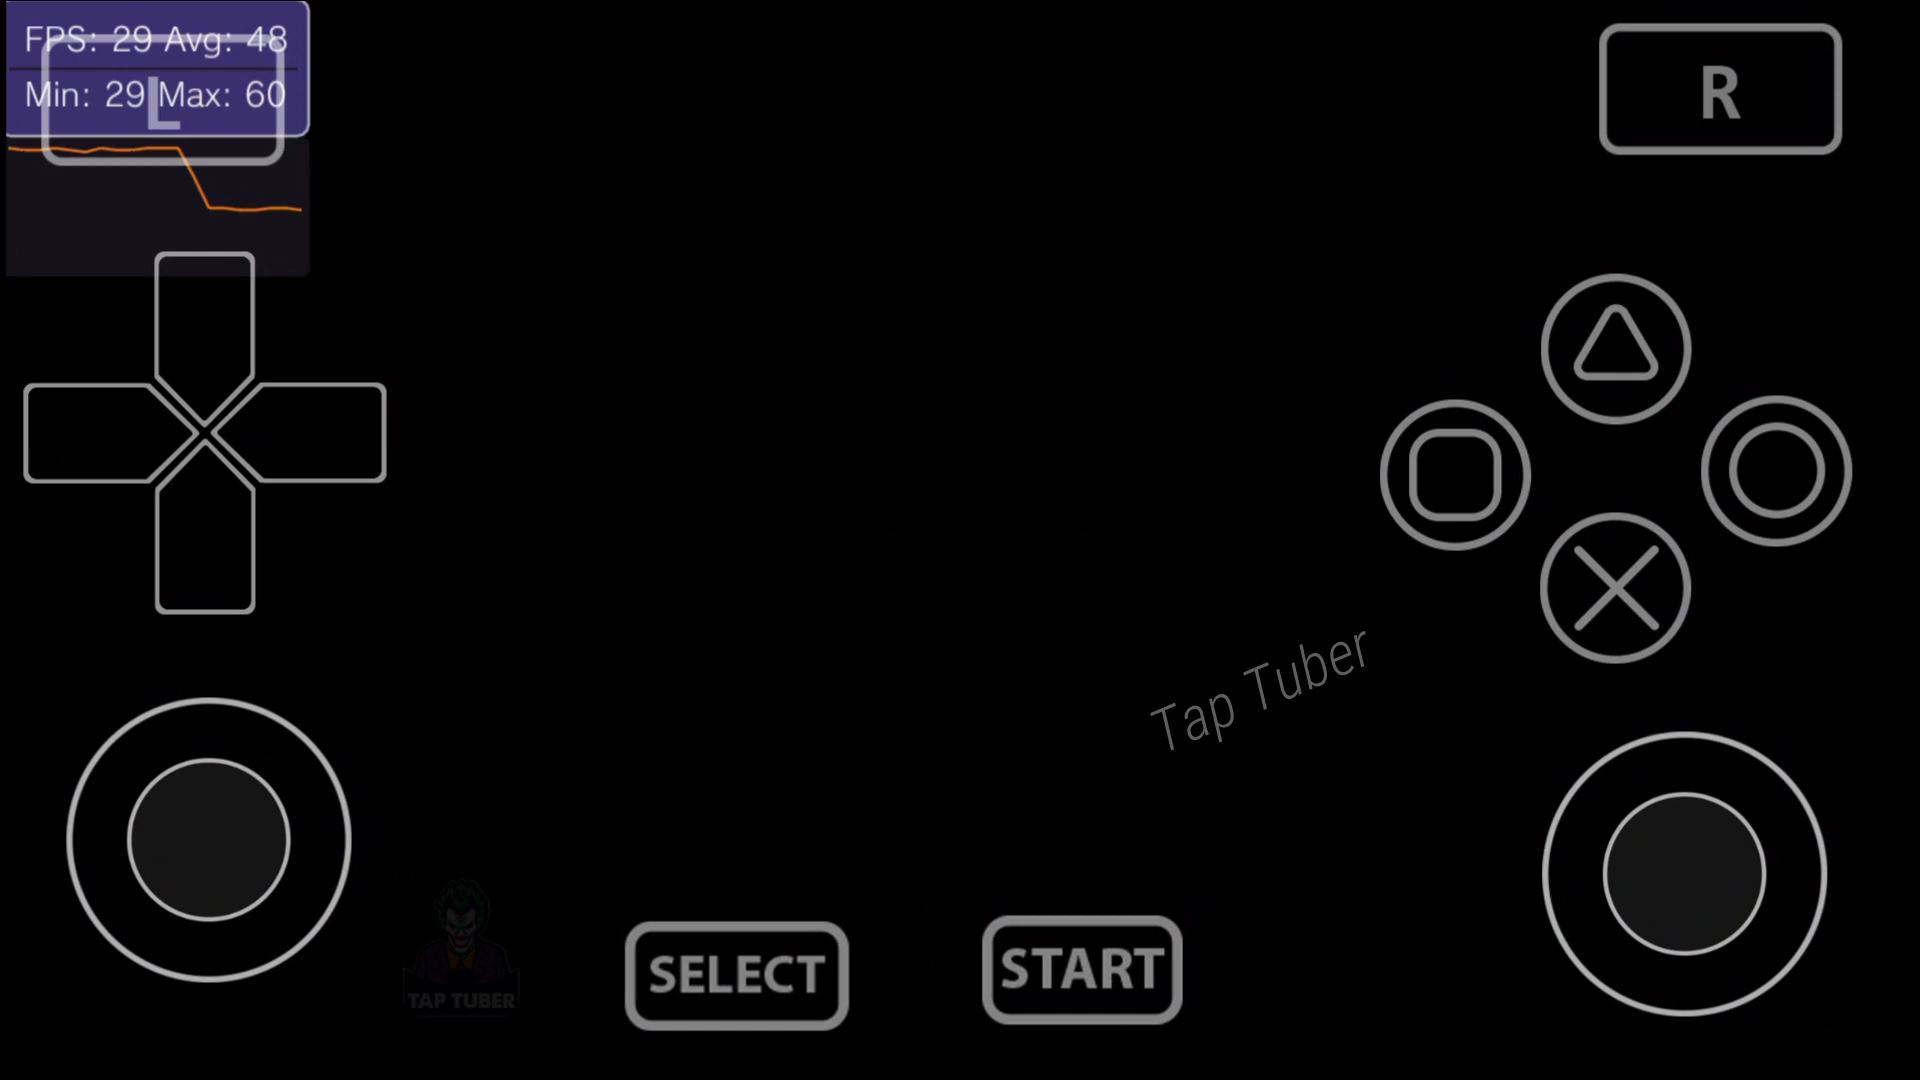 FPS: 29 Avg: 48
Min: 29 Max: 60
L
R
Tap Tuber
TAP TUBER
SELECT
START